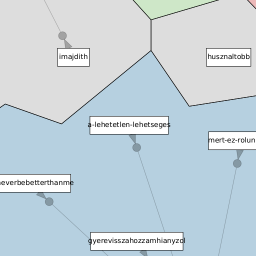 imajdith
husznaltobb
a-lehetetlen-lehetseges
mert-ez-rolun
neverbebetterthanme
gyerevisszahozzamhianyzol